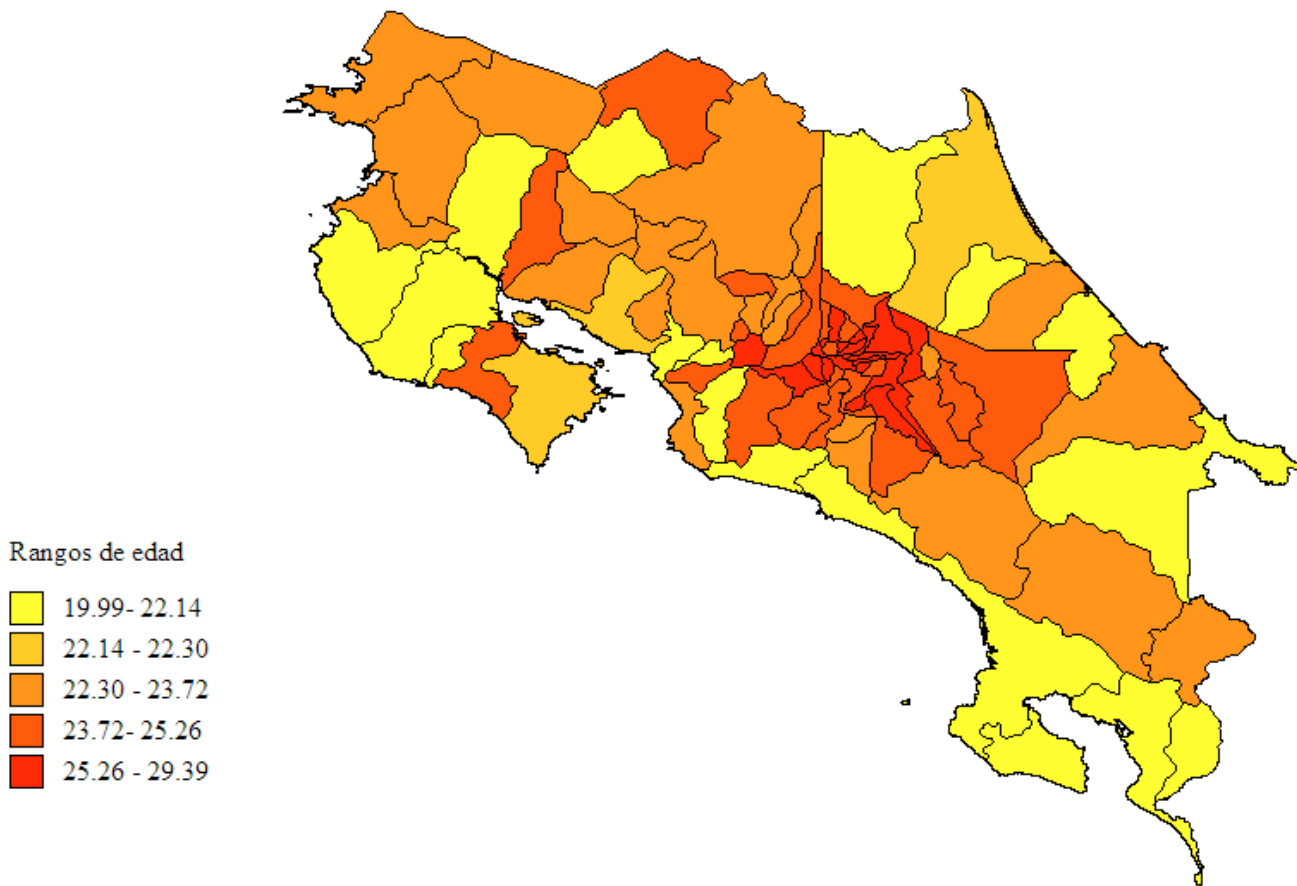 Rangos de edad
19.99- 22.14
22.14 - 22.30
22.30 - 23.72
23.72- 25.26
25.26 - 29.39